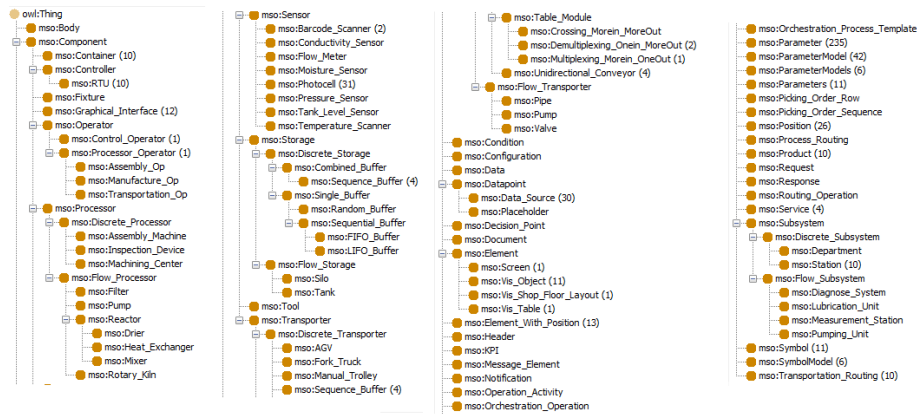 owl:Thing
mso:Body
mso:Component
mso:Container (10)
mso:Controller
mso:RTU (10)
mso:Fixture
mso:Graphical_Interface (12)
mso:Operator
mso:Control_Operator (1)
mso:Processor_Operator (1)
mso:Assembly_Op
mso:Manufacture_Op
mso:Transportation_Op
mso:Processor
mso:Discrete_Processor
mso:Assembly_Machine
mso:Inspection_Device
mso:Machining_Center
mso:Flow_Processor
mso:Filter
mso:Pump
mso:Reactor
mso:Drier
mso:Heat_Exchanger
mso:Mixer
mso:Rotary_Kiln
mso:Sensor
mso:Barcode_Scanner (2)
mso:Conductivity_Sensor
mso:Flow_Meter
mso:Moisture_Sensor
mso:Photocell (31)
mso:Pressure_Sensor
mso:Tank_Level_Sensor
mso:Temperature_Scanner
mso:Storage
mso:Discrete_Storage
mso:Combined_Buffer
mso:Sequence_Buffer (4)
mso:Single_Buffer
mso:Random_Buffer
mso:Sequential_Buffer
mso:FIFO_Buffer
mso:LIFO_Buffer
mso:Flow_Storage
mso:Silo
mso:Tank
mso:Tool
mso:Transporter
mso:Discrete_Transporter
mso:AGV
mso:Fork_Truck
mso:Manual_Trolley
mso:Sequence_Buffer (4)
mso:Table_Module
mso:Crossing_Morein_MoreOut
mso:Demultiplexing_Onein_MoreOut (2)
mso:Multiplexing_Morein_OneOut (1)
mso:Unidirectional_Conveyor (4)
mso:Flow_Transporter
mso:Pipe
mso:Pump
mso:Valve
mso:Condition
mso:Configuration
mso:Data
mso:Datapoint
mso:Data_Source (30)
mso:Placeholder
mso:Decision_Point
mso:Document
mso:Element
mso:Screen (1)
mso:Vis_Object (11)
mso:Vis_Shop_Floor_Layout (1)
mso:Vis_Table (1)
mso:Element_With_Position (13)
mso:Header
mso:KPI
mso:Message_Element
mso:Notification
mso:Operation_Activity
mso:Orchestration_Operation
mso:Orchestration_Process_Template
mso:Parameter (235)
mso:ParameterModel (42)
mso:ParameterModels (6)
mso:Parameters (11)
mso:Picking_Order_Row
mso:Picking_Order_Sequence
mso:Position (26)
mso:Process_Routing
mso:Product (10)
mso:Request
mso:Response
mso:Routing_Operation
mso:Service (4)
mso:Subsystem
mso:Discrete_Subsystem
mso:Department
mso:Station (10)
mso:Flow_Subsystem
mso:Diagnose_System
mso:Lubrication_Unit
mso:Measurement_Station
mso:Pumping_Unit
mso:Symbol (11)
mso:SymbolModel (6)
mso:Transportation_Routing (10)